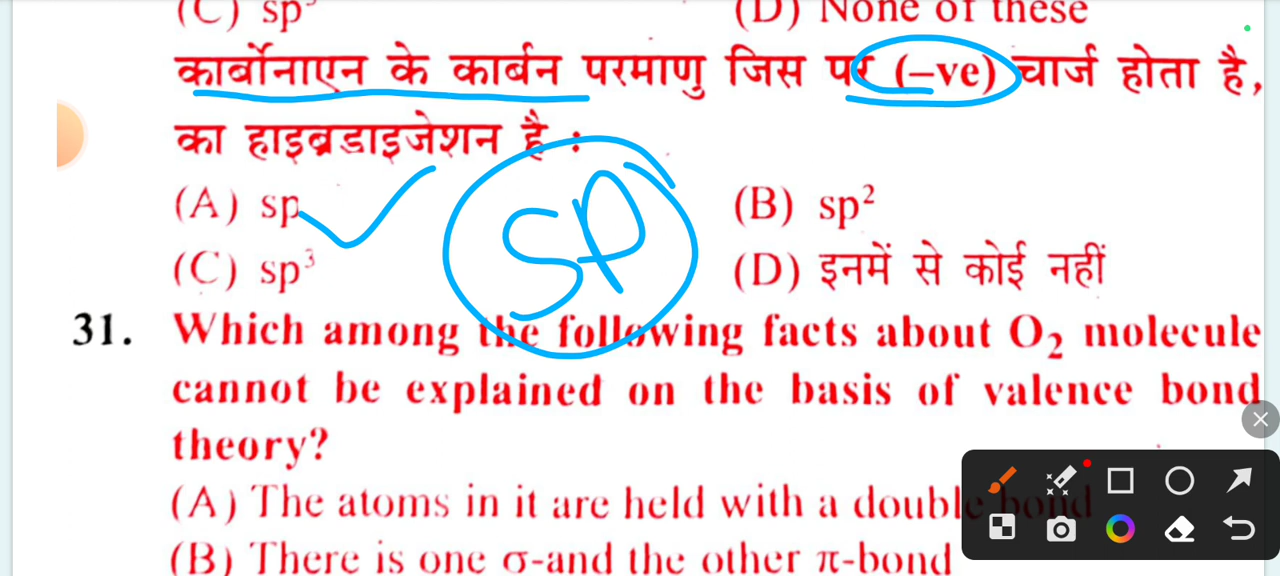 (C) sp³ (D) None of these
कार्बोनाएन के कार्बन परमाणु जिस पर (–ve) चार्ज होता है,
का हाइब्रडाइजेशन है :
(A) sp (B) sp²
SP
(C) sp³ (D) इनमें से कोई नहीं
31. Which among the following facts about O₂ molecule
cannot be explained on the basis of valence bond
theory?
(A) The atoms in it are held with a double bond
(B) There is one σ-and the other π-bond